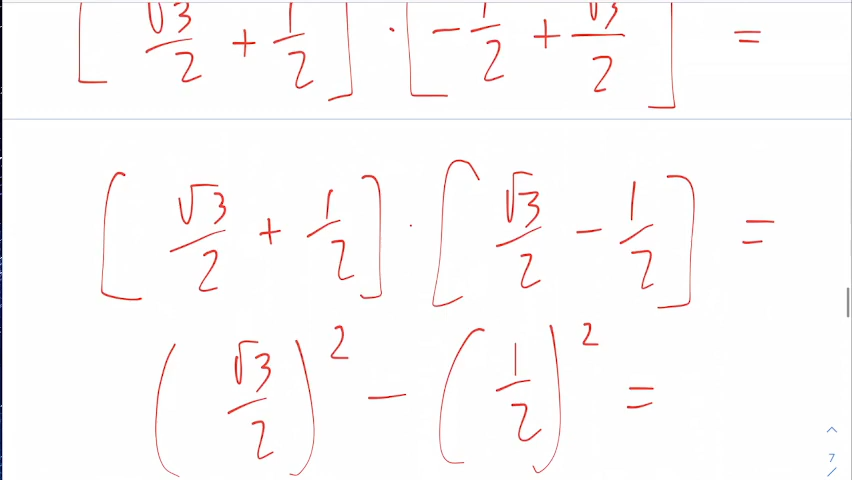 [ √3/2 + 1/2 ] · [ - 1/2 + √3/2 ] =
[ √3/2 + 1/2 ] · [ √3/2 - 1/2 ] =
( √3/2 )² - ( 1/2 )² =
7